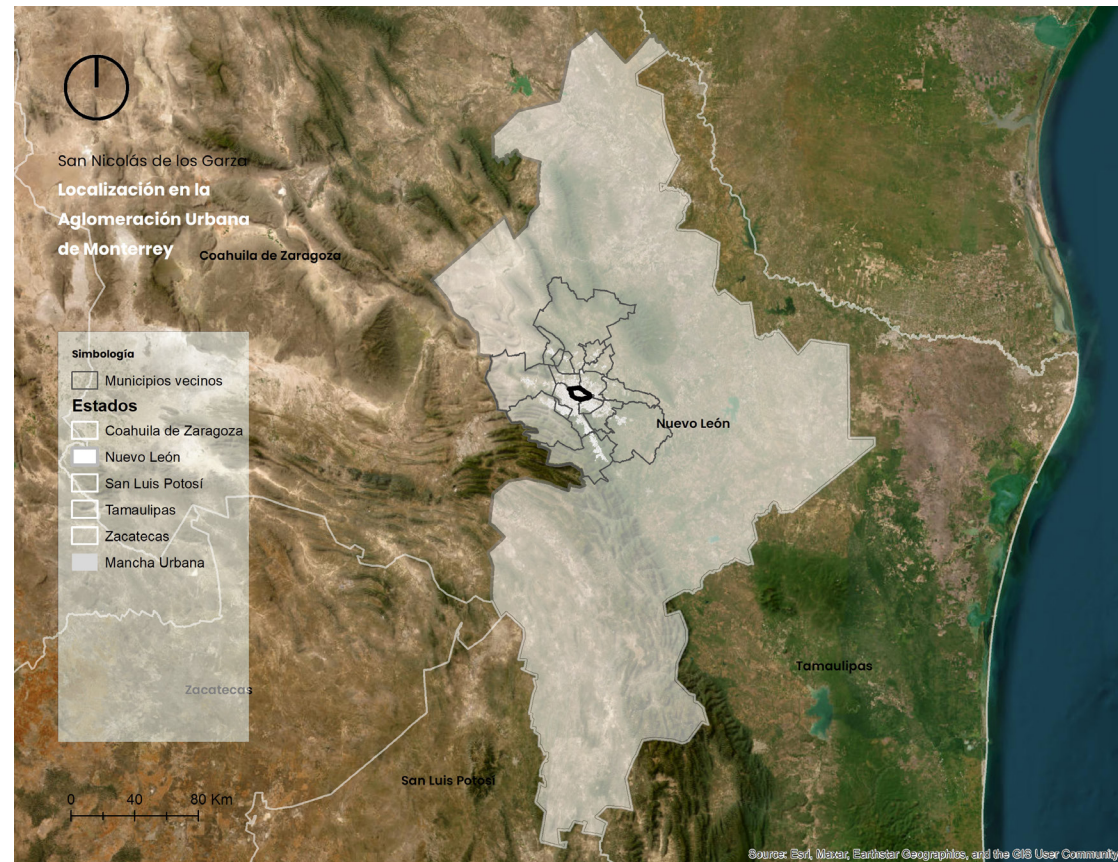 San Nicolás de los Garza
Localización en la
Aglomeración Urbana
de Monterrey
Coahuila de Zaragoza
Simbología
Municipios vecinos
Estados
Coahuila de Zaragoza
Nuevo León
San Luis Potosí
Tamaulipas
Zacatecas
Mancha Urbana
Nuevo León
Tamaulipas
Zacatecas
San Luis Potosí
0 40 80 Km
Source: Esri, Maxar, Earthstar Geographics, and the GIS User Community